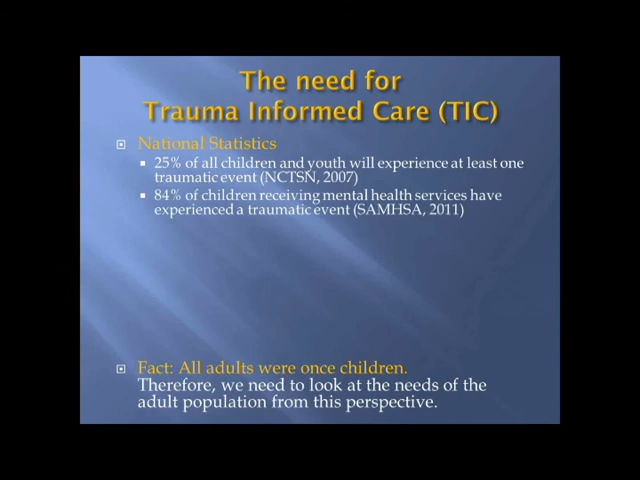 The need for
Trauma Informed Care (TIC)
National Statistics
25% of all children and youth will experience at least one
traumatic event (NCTSN, 2007)
84% of children receiving mental health services have
experienced a traumatic event (SAMHSA, 2011)
Fact: All adults were once children.
Therefore, we need to look at the needs of the
adult population from this perspective.